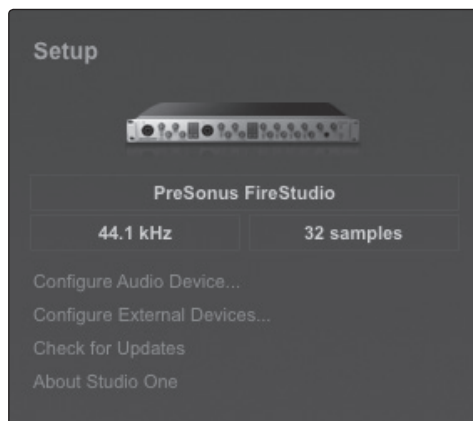 Setup
PreSonus FireStudio
44.1 kHz
32 samples
Configure Audio Device...
Configure External Devices...
Check for Updates
About Studio One